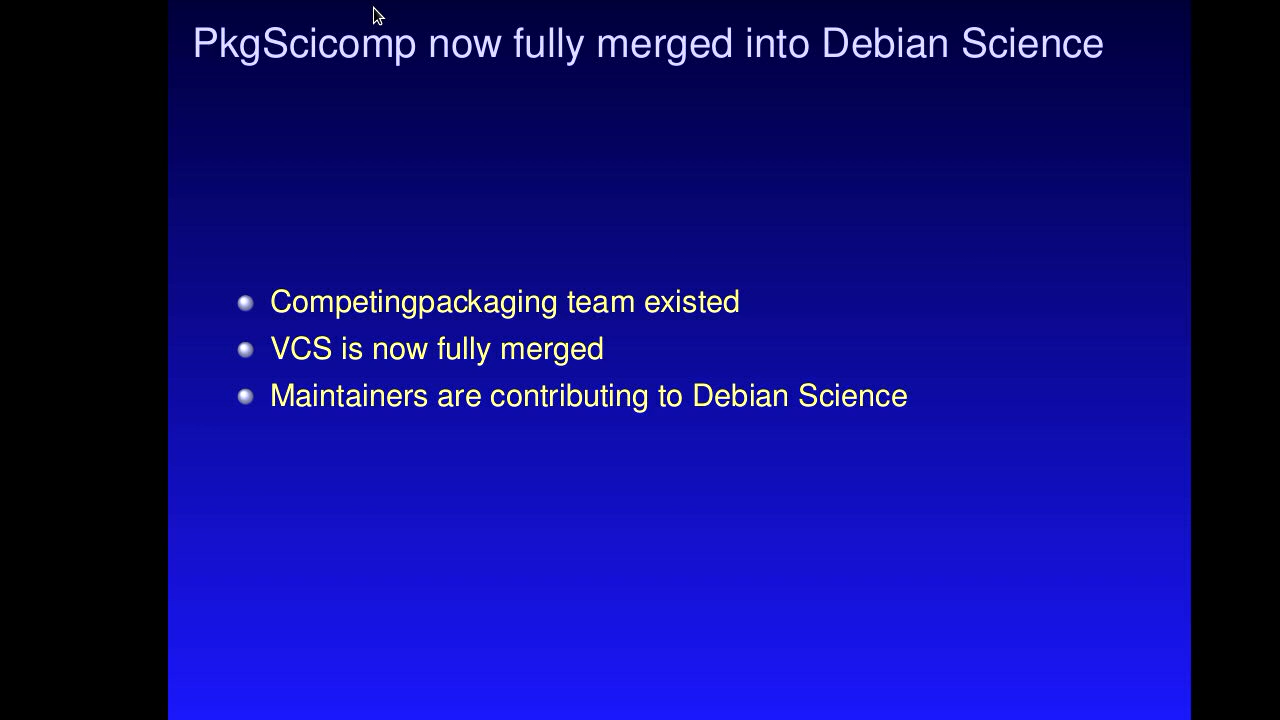 PkgScicomp now fully merged into Debian Science
Competingpackaging team existed
VCS is now fully merged
Maintainers are contributing to Debian Science